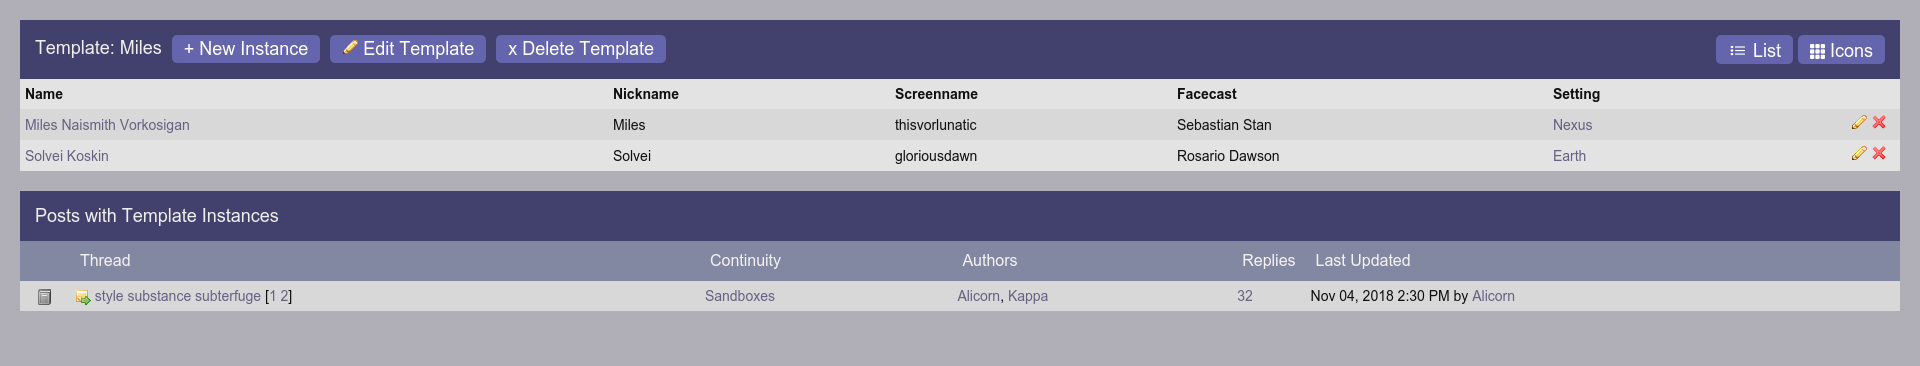 Template: Miles + New Instance Edit Template x Delete Template List Icons
Name Nickname Screenname Facecast Setting
Miles Naismith Vorkosigan Miles thisvorlunatic Sebastian Stan Nexus
Solvei Koskin Solvei gloriousdawn Rosario Dawson Earth
Posts with Template Instances
Thread Continuity Authors Replies Last Updated
style substance subterfuge [1 2] Sandboxes Alicorn, Kappa 32 Nov 04, 2018 2:30 PM by Alicorn